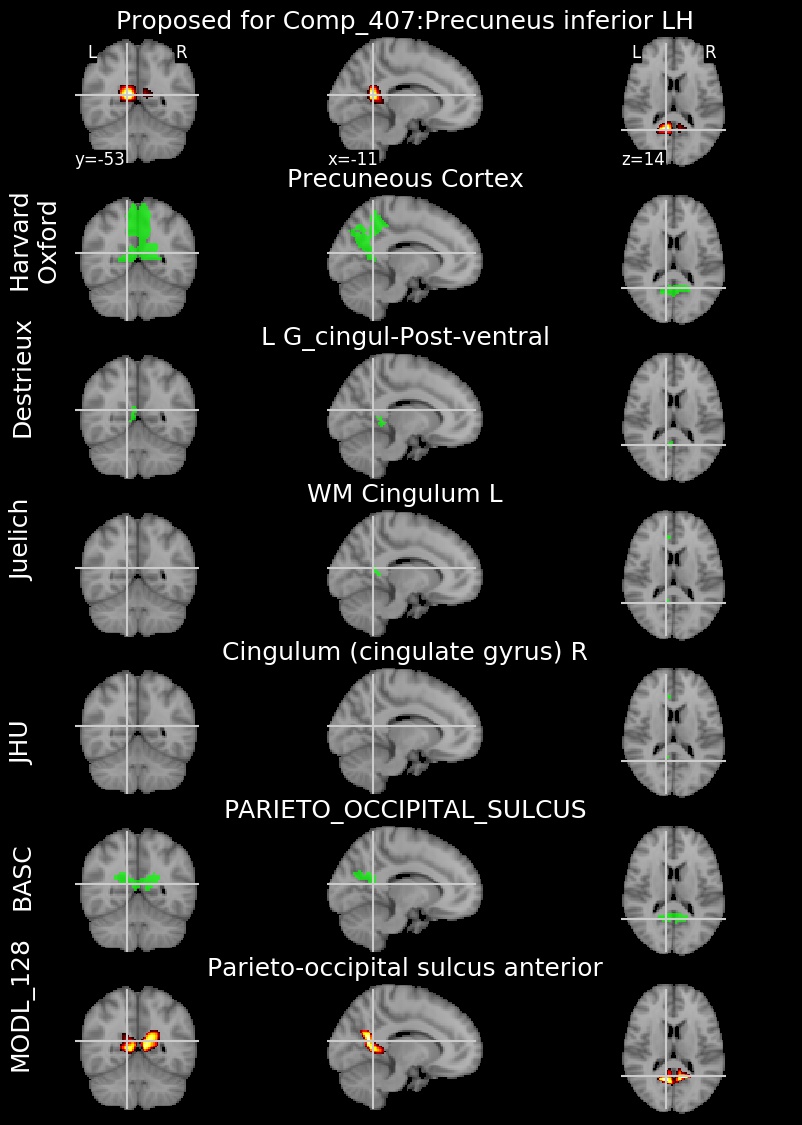 Proposed for Comp_407:Precuneus inferior LH
L R L R
y=-53 x=-11 z=14
Precuneous Cortex
Harvard
Oxford
L G_cingul-Post-ventral
Destrieux
WM Cingulum L
Juelich
Cingulum (cingulate gyrus) R
JHU
PARIETO_OCCIPITAL_SULCUS
BASC
Parieto-occipital sulcus anterior
MODL_128